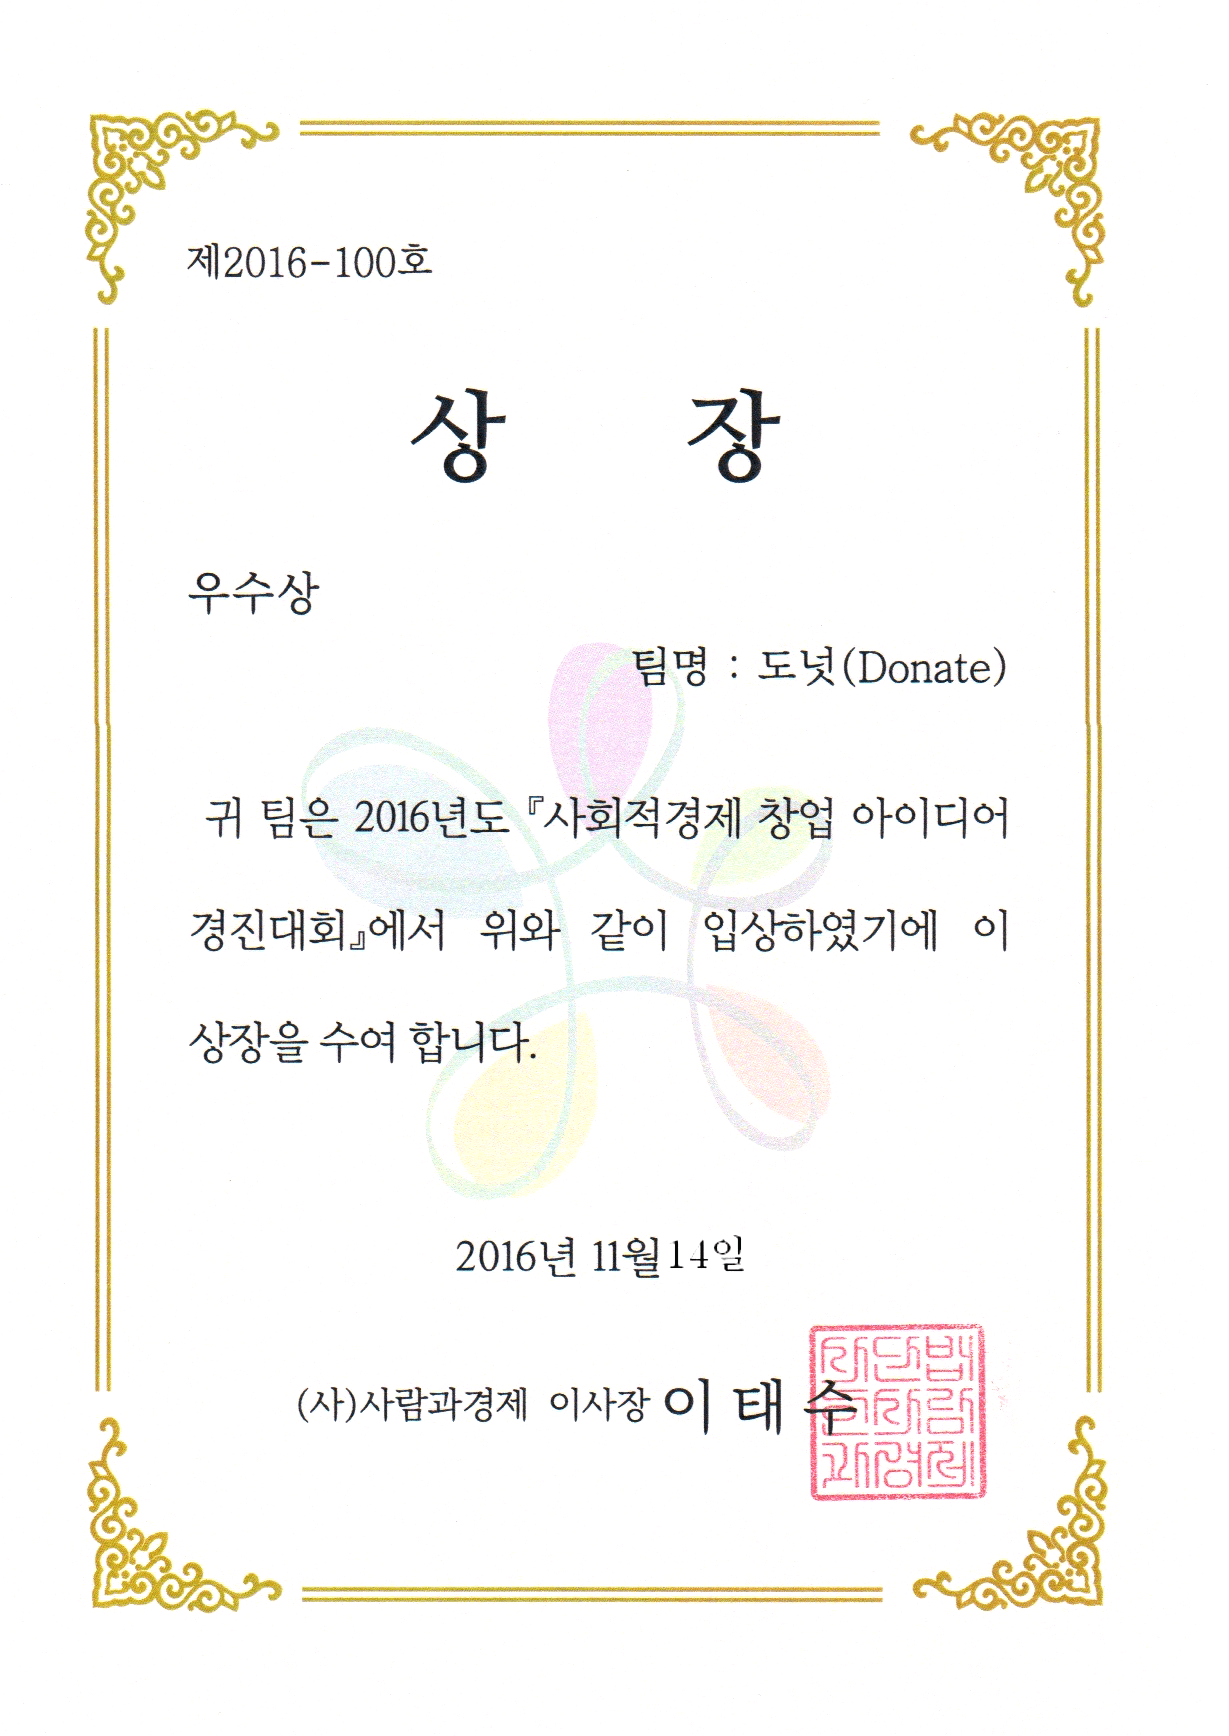 제2016-100호
상 장
우수상
팀명 : 도넛(Donate)
귀 팀은 2016년도 『사회적경제 창업 아이디어
경진대회』에서 위와 같이 입상하였기에 이
상장을 수여 합니다.
2016년 11월 14일
(사)사람과경제 이사장 이 태 수
사단법
인사람
과경제